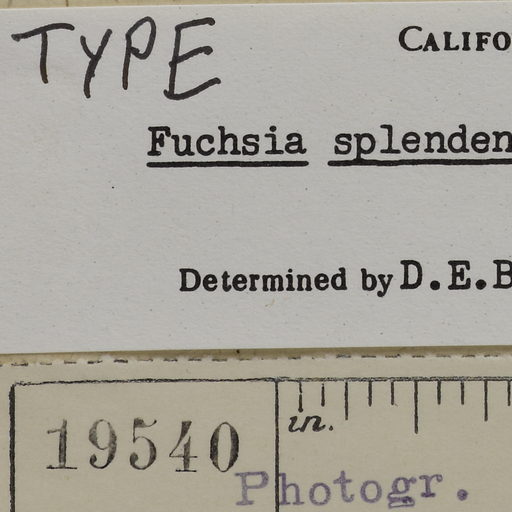 TYPE
CALIFO
Fuchsia splenden
Determined by D.E.B
in.
19540
Photogr.